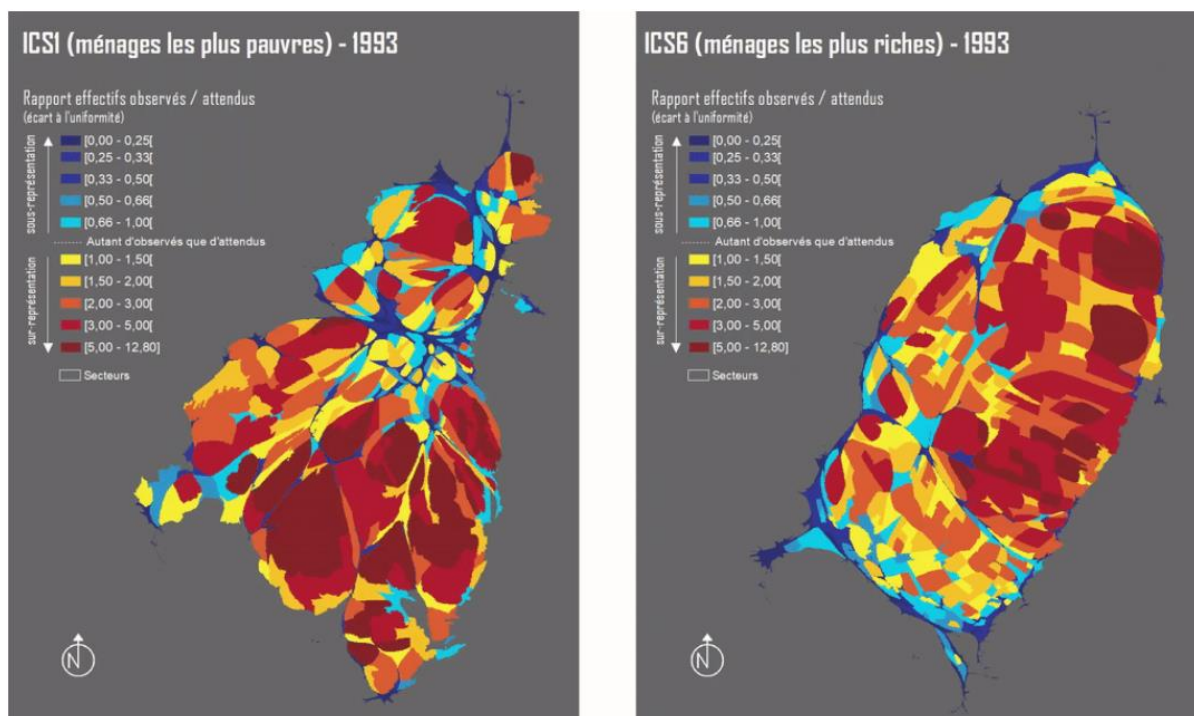 ICS1 (ménages les plus pauvres) - 1993
Rapport effectifs observés / attendus
(écart à l'uniformité)
sous-représentation
[0,00 - 0,25[
[0,25 - 0,33[
[0,33 - 0,50[
[0,50 - 0,66[
[0,66 - 1,00[
Autant d'observés que d'attendus
sur-représentation
[1,00 - 1,50[
[1,50 - 2,00[
[2,00 - 3,00[
[3,00 - 5,00[
[5,00 - 12,80]
Secteurs
N
ICS6 (ménages les plus riches) - 1993
Rapport effectifs observés / attendus
(écart à l'uniformité)
sous-représentation
[0,00 - 0,25[
[0,25 - 0,33[
[0,33 - 0,50[
[0,50 - 0,66[
[0,66 - 1,00[
Autant d'observés que d'attendus
sur-représentation
[1,00 - 1,50[
[1,50 - 2,00[
[2,00 - 3,00[
[3,00 - 5,00[
[5,00 - 12,80]
Secteurs
N